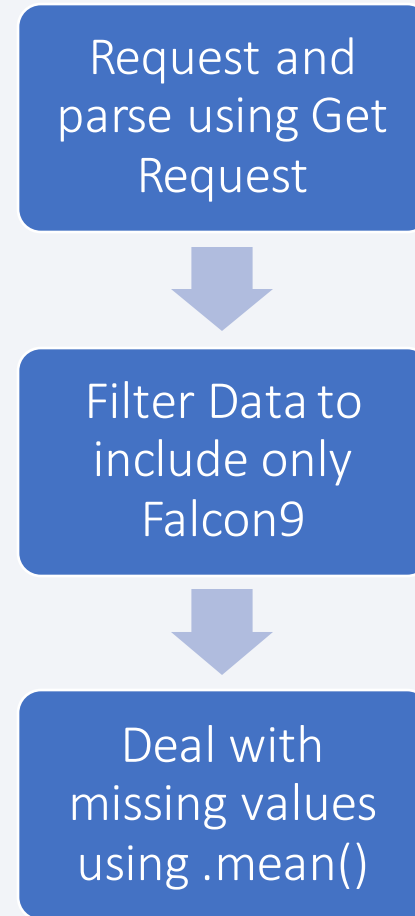 Request and
parse using Get
Request
Filter Data to
include only
Falcon9
Deal with
missing values
using .mean()